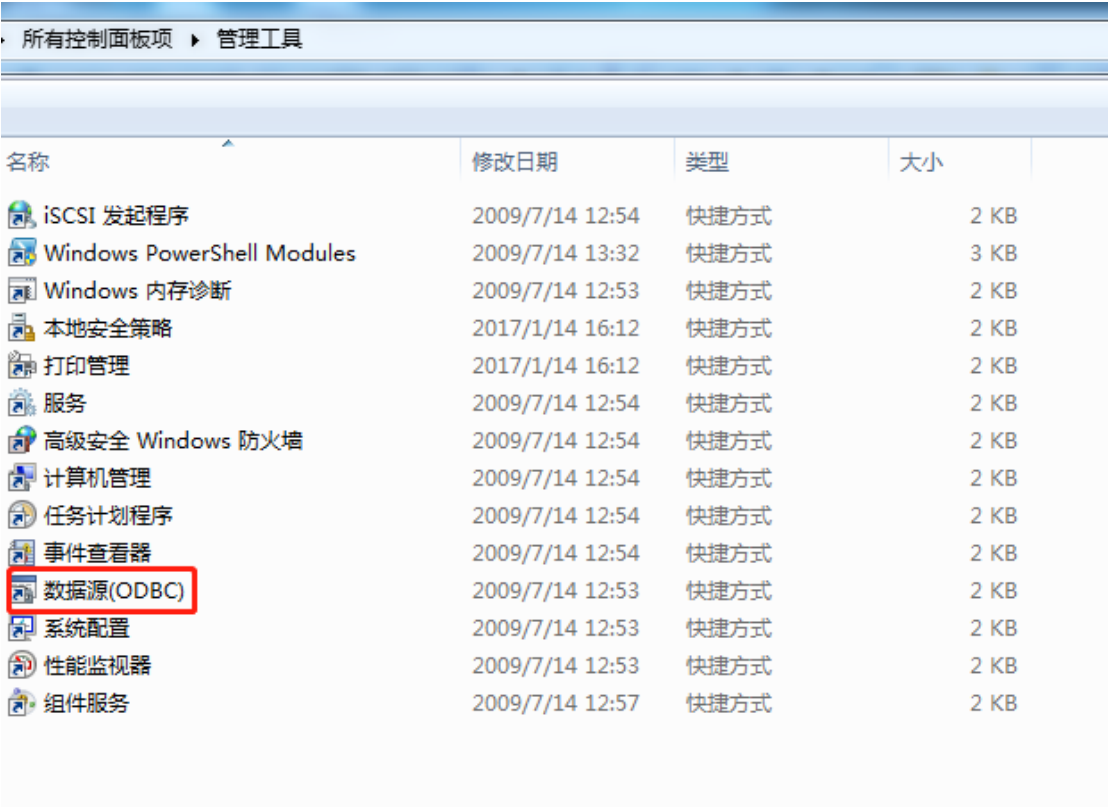 所有控制面板项 ▸ 管理工具
名称 修改日期 类型 大小
iSCSI 发起程序 2009/7/14 12:54 快捷方式 2 KB
Windows PowerShell Modules 2009/7/14 13:32 快捷方式 3 KB
Windows 内存诊断 2009/7/14 12:53 快捷方式 2 KB
本地安全策略 2017/1/14 16:12 快捷方式 2 KB
打印管理 2017/1/14 16:12 快捷方式 2 KB
服务 2009/7/14 12:54 快捷方式 2 KB
高级安全 Windows 防火墙 2009/7/14 12:54 快捷方式 2 KB
计算机管理 2009/7/14 12:54 快捷方式 2 KB
任务计划程序 2009/7/14 12:54 快捷方式 2 KB
事件查看器 2009/7/14 12:54 快捷方式 2 KB
数据源(ODBC) 2009/7/14 12:53 快捷方式 2 KB
系统配置 2009/7/14 12:53 快捷方式 2 KB
性能监视器 2009/7/14 12:53 快捷方式 2 KB
组件服务 2009/7/14 12:57 快捷方式 2 KB